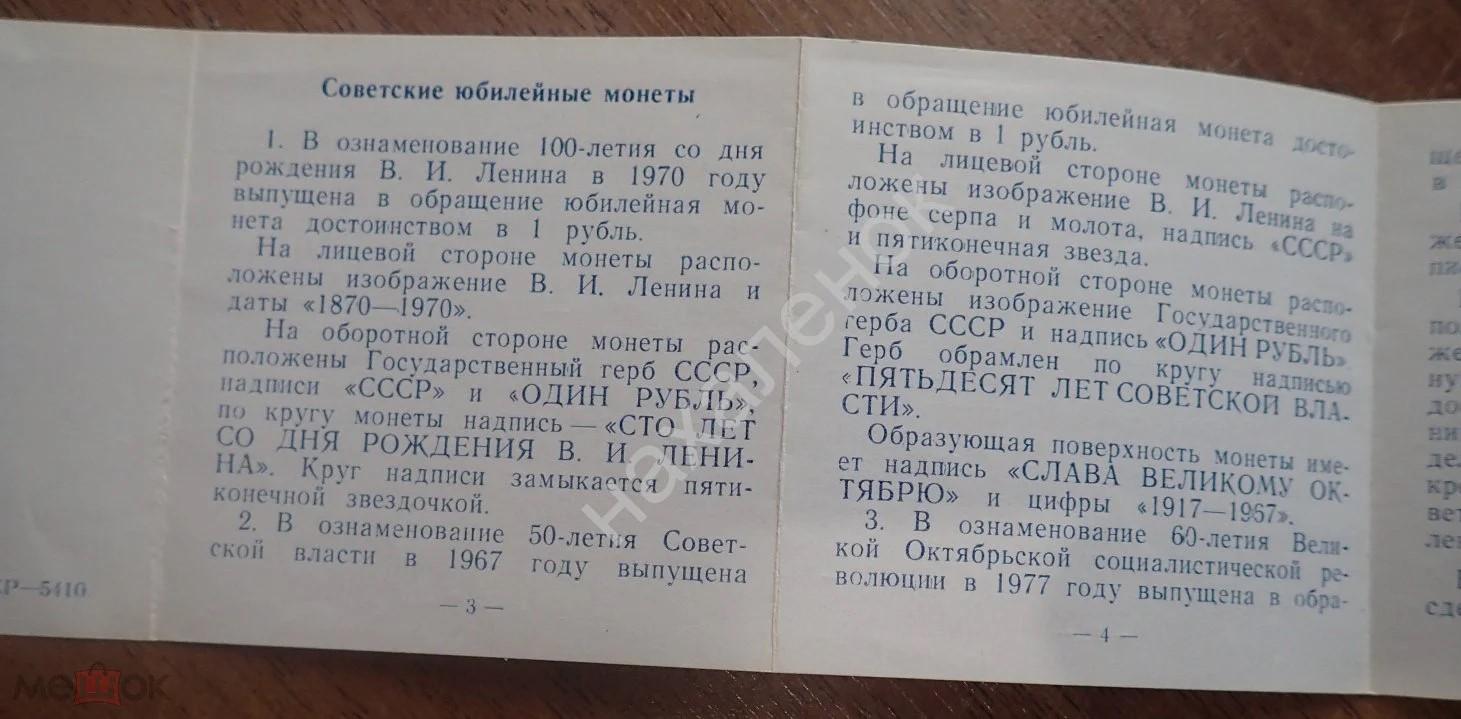 Советские юбилейные монеты
1. В ознаменование 100-летия со дня
рождения В. И. Ленина в 1970 году
выпущена в обращение юбилейная мо-
нета достоинством в 1 рубль.
На лицевой стороне монеты распо-
ложены изображение В. И. Ленина и
даты «1870—1970».
На оборотной стороне монеты рас-
положены Государственный герб СССР,
надписи «СССР» и «ОДИН РУБЛЬ»,
по кругу монеты надпись — «СТО ЛЕТ
СО ДНЯ РОЖДЕНИЯ В. И. ЛЕНИ-
НА». Круг надписи замыкается пяти-
конечной звездочкой.
2. В ознаменование 50-летия Совет-
ской власти в 1967 году выпущена
— 3 —
в обращение юбилейная монета досто-
инством в 1 рубль.
На лицевой стороне монеты распо-
ложены изображение В. И. Ленина на
фоне серпа и молота, надпись «СССР»
и пятиконечная звезда.
На оборотной стороне монеты распо-
ложены изображение Государственного
герба СССР и надпись «ОДИН РУБЛЬ».
Герб обрамлен по кругу надписью
«ПЯТЬДЕСЯТ ЛЕТ СОВЕТСКОЙ ВЛА-
СТИ».
Образующая поверхность монеты име-
ет надпись «СЛАВА ВЕЛИКОМУ ОК-
ТЯБРЮ» и цифры «1917—1967».
3. В ознаменование 60-летия Вели-
кой Октябрьской социалистической ре-
волюции в 1977 году выпущена в обра-
— 4 —
Р—5410
нахаленок
мешок